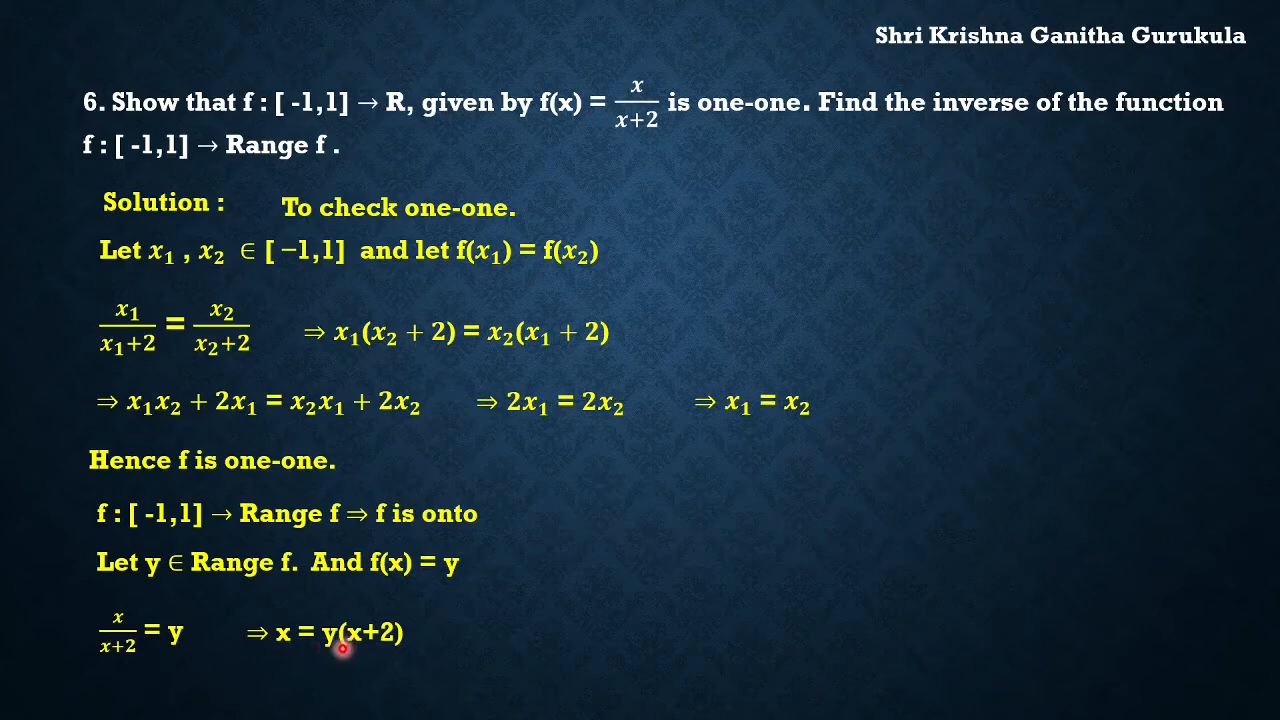 Shri Krishna Ganitha Gurukula
6. Show that f : [ -1,1] → R, given by f(x) = x/(x+2) is one-one. Find the inverse of the function
f : [ -1,1] → Range f .
Solution : To check one-one.
Let x₁ , x₂ ∈ [ −1,1] and let f(x₁) = f(x₂)
x₁/(x₁+2) = x₂/(x₂+2) ⇒ x₁(x₂ + 2) = x₂(x₁ + 2)
⇒ x₁x₂ + 2x₁ = x₂x₁ + 2x₂ ⇒ 2x₁ = 2x₂ ⇒ x₁ = x₂
Hence f is one-one.
f : [ -1,1] → Range f ⇒ f is onto
Let y ∈ Range f. And f(x) = y
x/(x+2) = y ⇒ x = y(x+2)